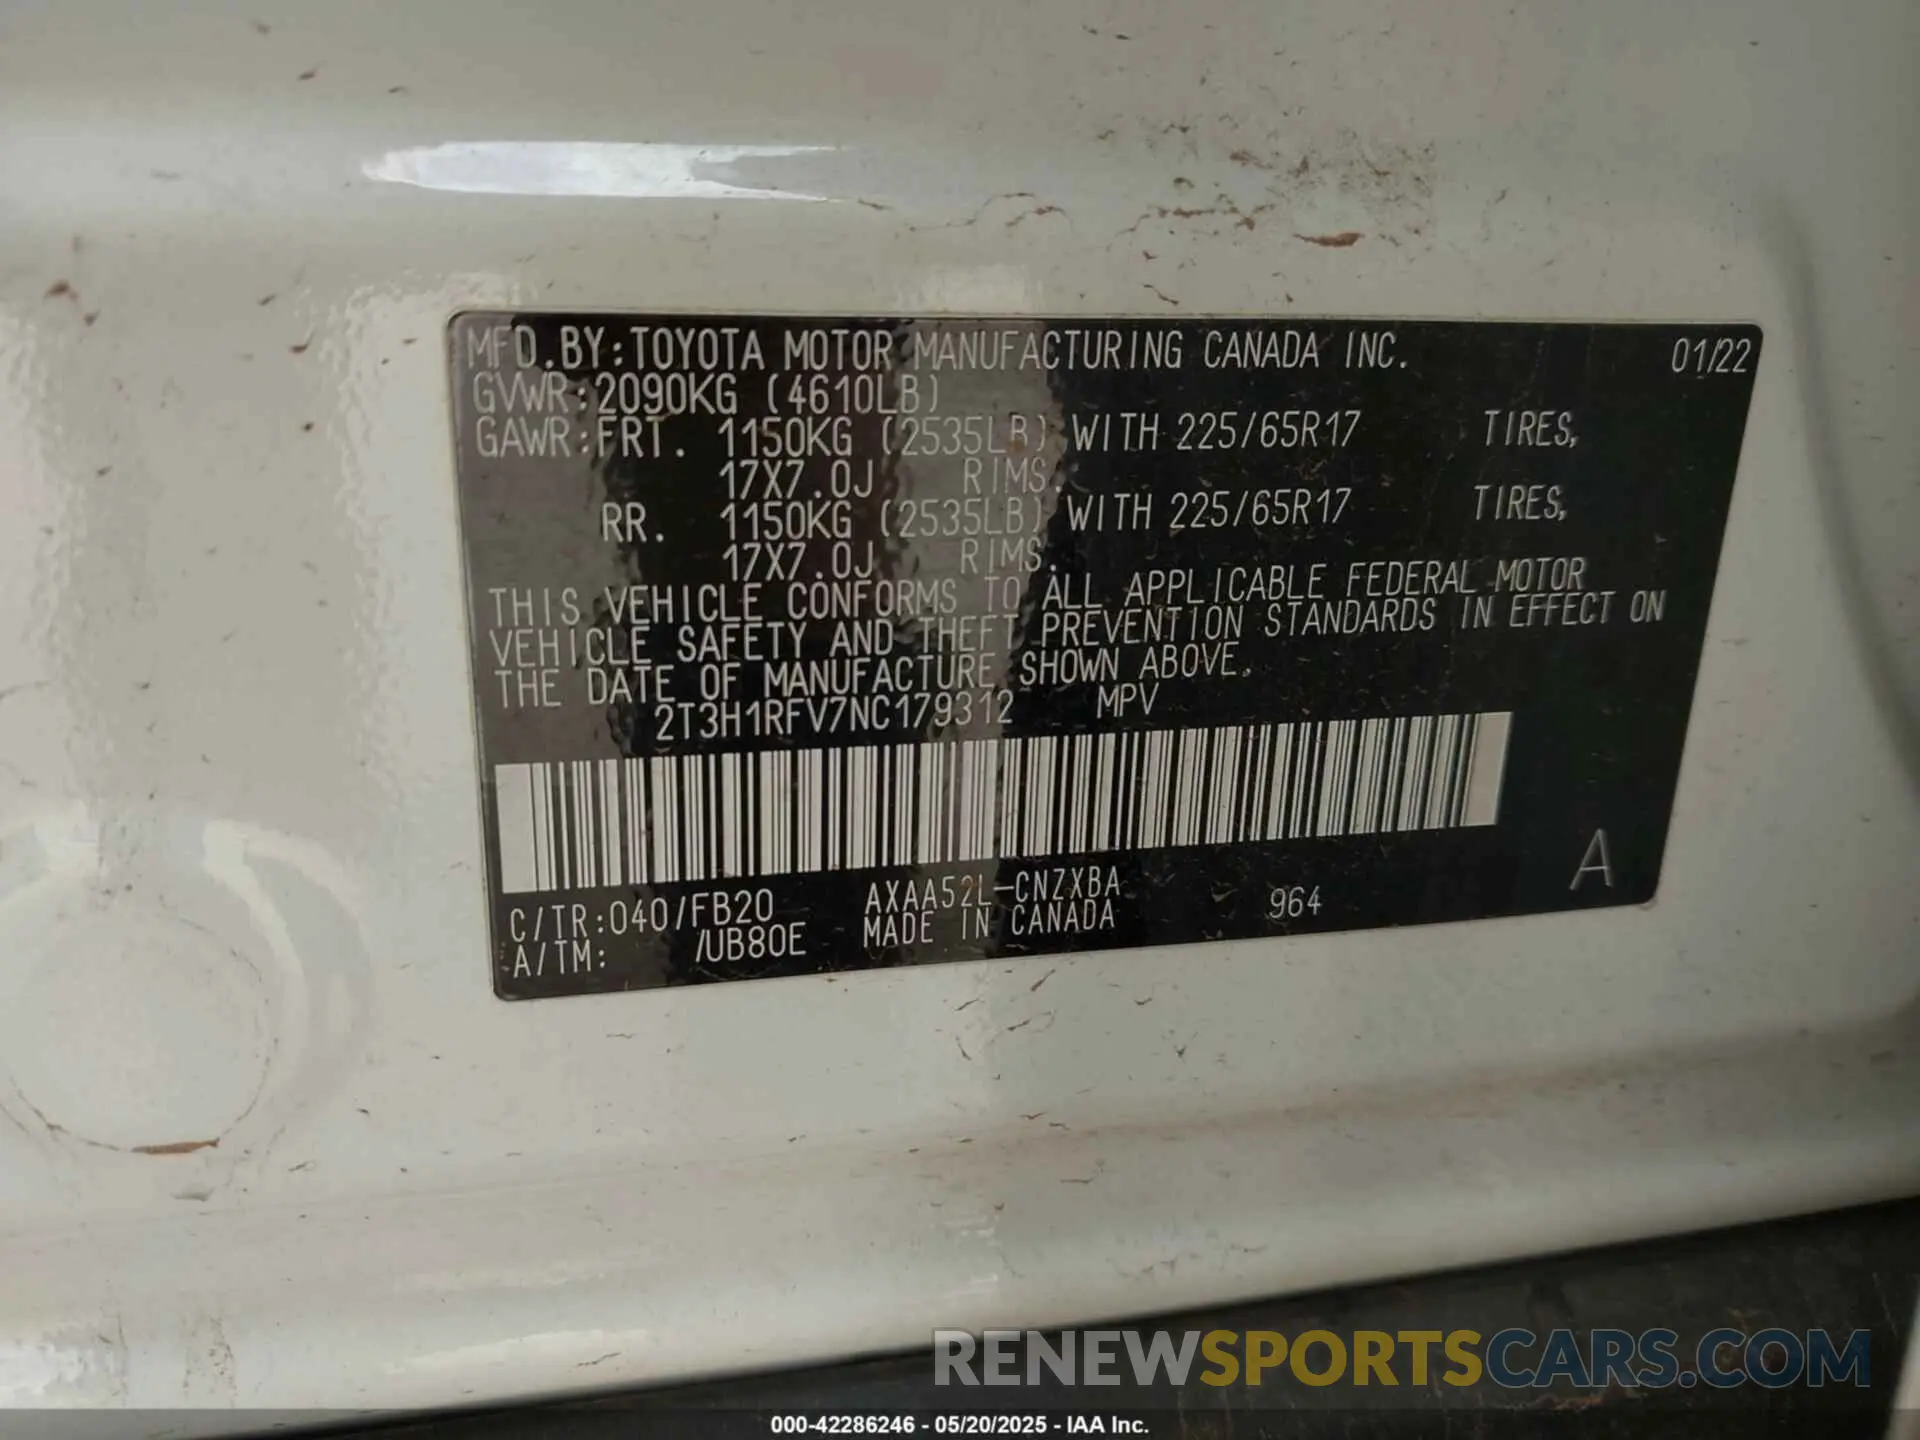 MFD.BY:TOYOTA MOTOR MANUFACTURING CANADA INC. 01/22
GVWR:2090KG (4610LB)
GAWR:FRT. 1150KG (2535LB) WITH 225/65R17 TIRES,
17X7.0J RIMS.
RR. 1150KG (2535LB) WITH 225/65R17 TIRES,
17X7.0J RIMS.
THIS VEHICLE CONFORMS TO ALL APPLICABLE FEDERAL MOTOR
VEHICLE SAFETY AND THEFT PREVENTION STANDARDS IN EFFECT ON
THE DATE OF MANUFACTURE SHOWN ABOVE.
2T3H1RFV7NC179312 MPV
A
C/TR:040/FB20 AXAA52L-CNZXBA 964
A/TM: /UB80E MADE IN CANADA
RENEWSPORTSCARS.COM
000-42286246 - 05/20/2025 - IAA Inc.